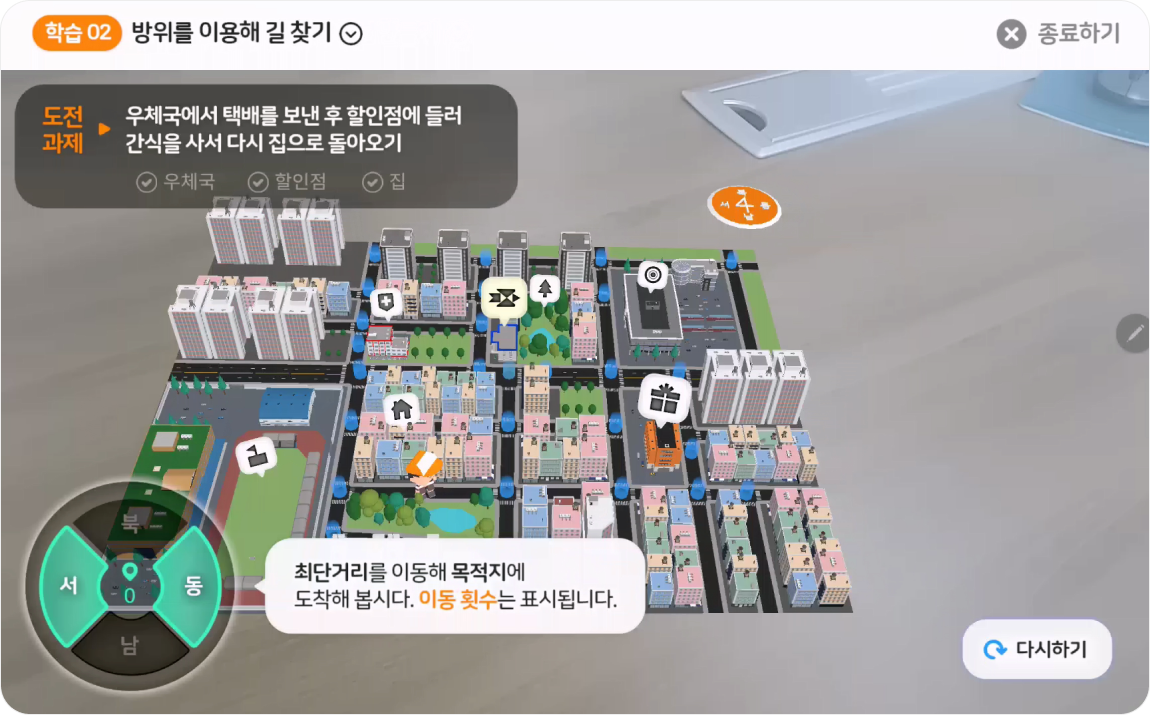 학습 02 방위를 이용해 길 찾기
종료하기
도전
과제
우체국에서 택배를 보낸 후 할인점에 들러
간식을 사서 다시 집으로 돌아오기
우체국 할인점 집
북
서 0 동
남
최단거리를 이동해 목적지에
도착해 봅시다. 이동 횟수는 표시됩니다.
다시하기